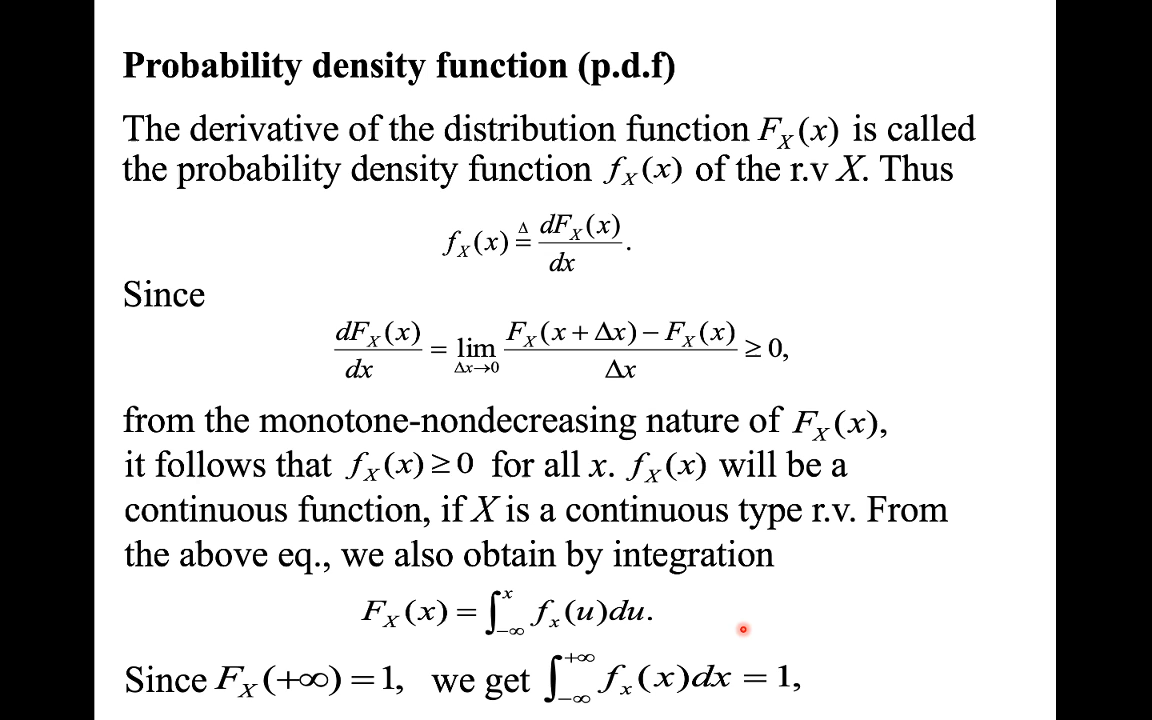 Probability density function (p.d.f)
The derivative of the distribution function F_X(x) is called
the probability density function f_X(x) of the r.v X. Thus
f_X(x) ≜ dF_X(x)/dx.
Since
dF_X(x)/dx = lim_{Δx→0} (F_X(x + Δx) − F_X(x))/Δx ≥ 0,
from the monotone-nondecreasing nature of F_X(x),
it follows that f_X(x) ≥ 0 for all x. f_X(x) will be a
continuous function, if X is a continuous type r.v. From
the above eq., we also obtain by integration
F_X(x) = ∫_{−∞}^{x} f_x(u)du.
Since F_X(+∞) = 1, we get ∫_{−∞}^{+∞} f_x(x)dx = 1,